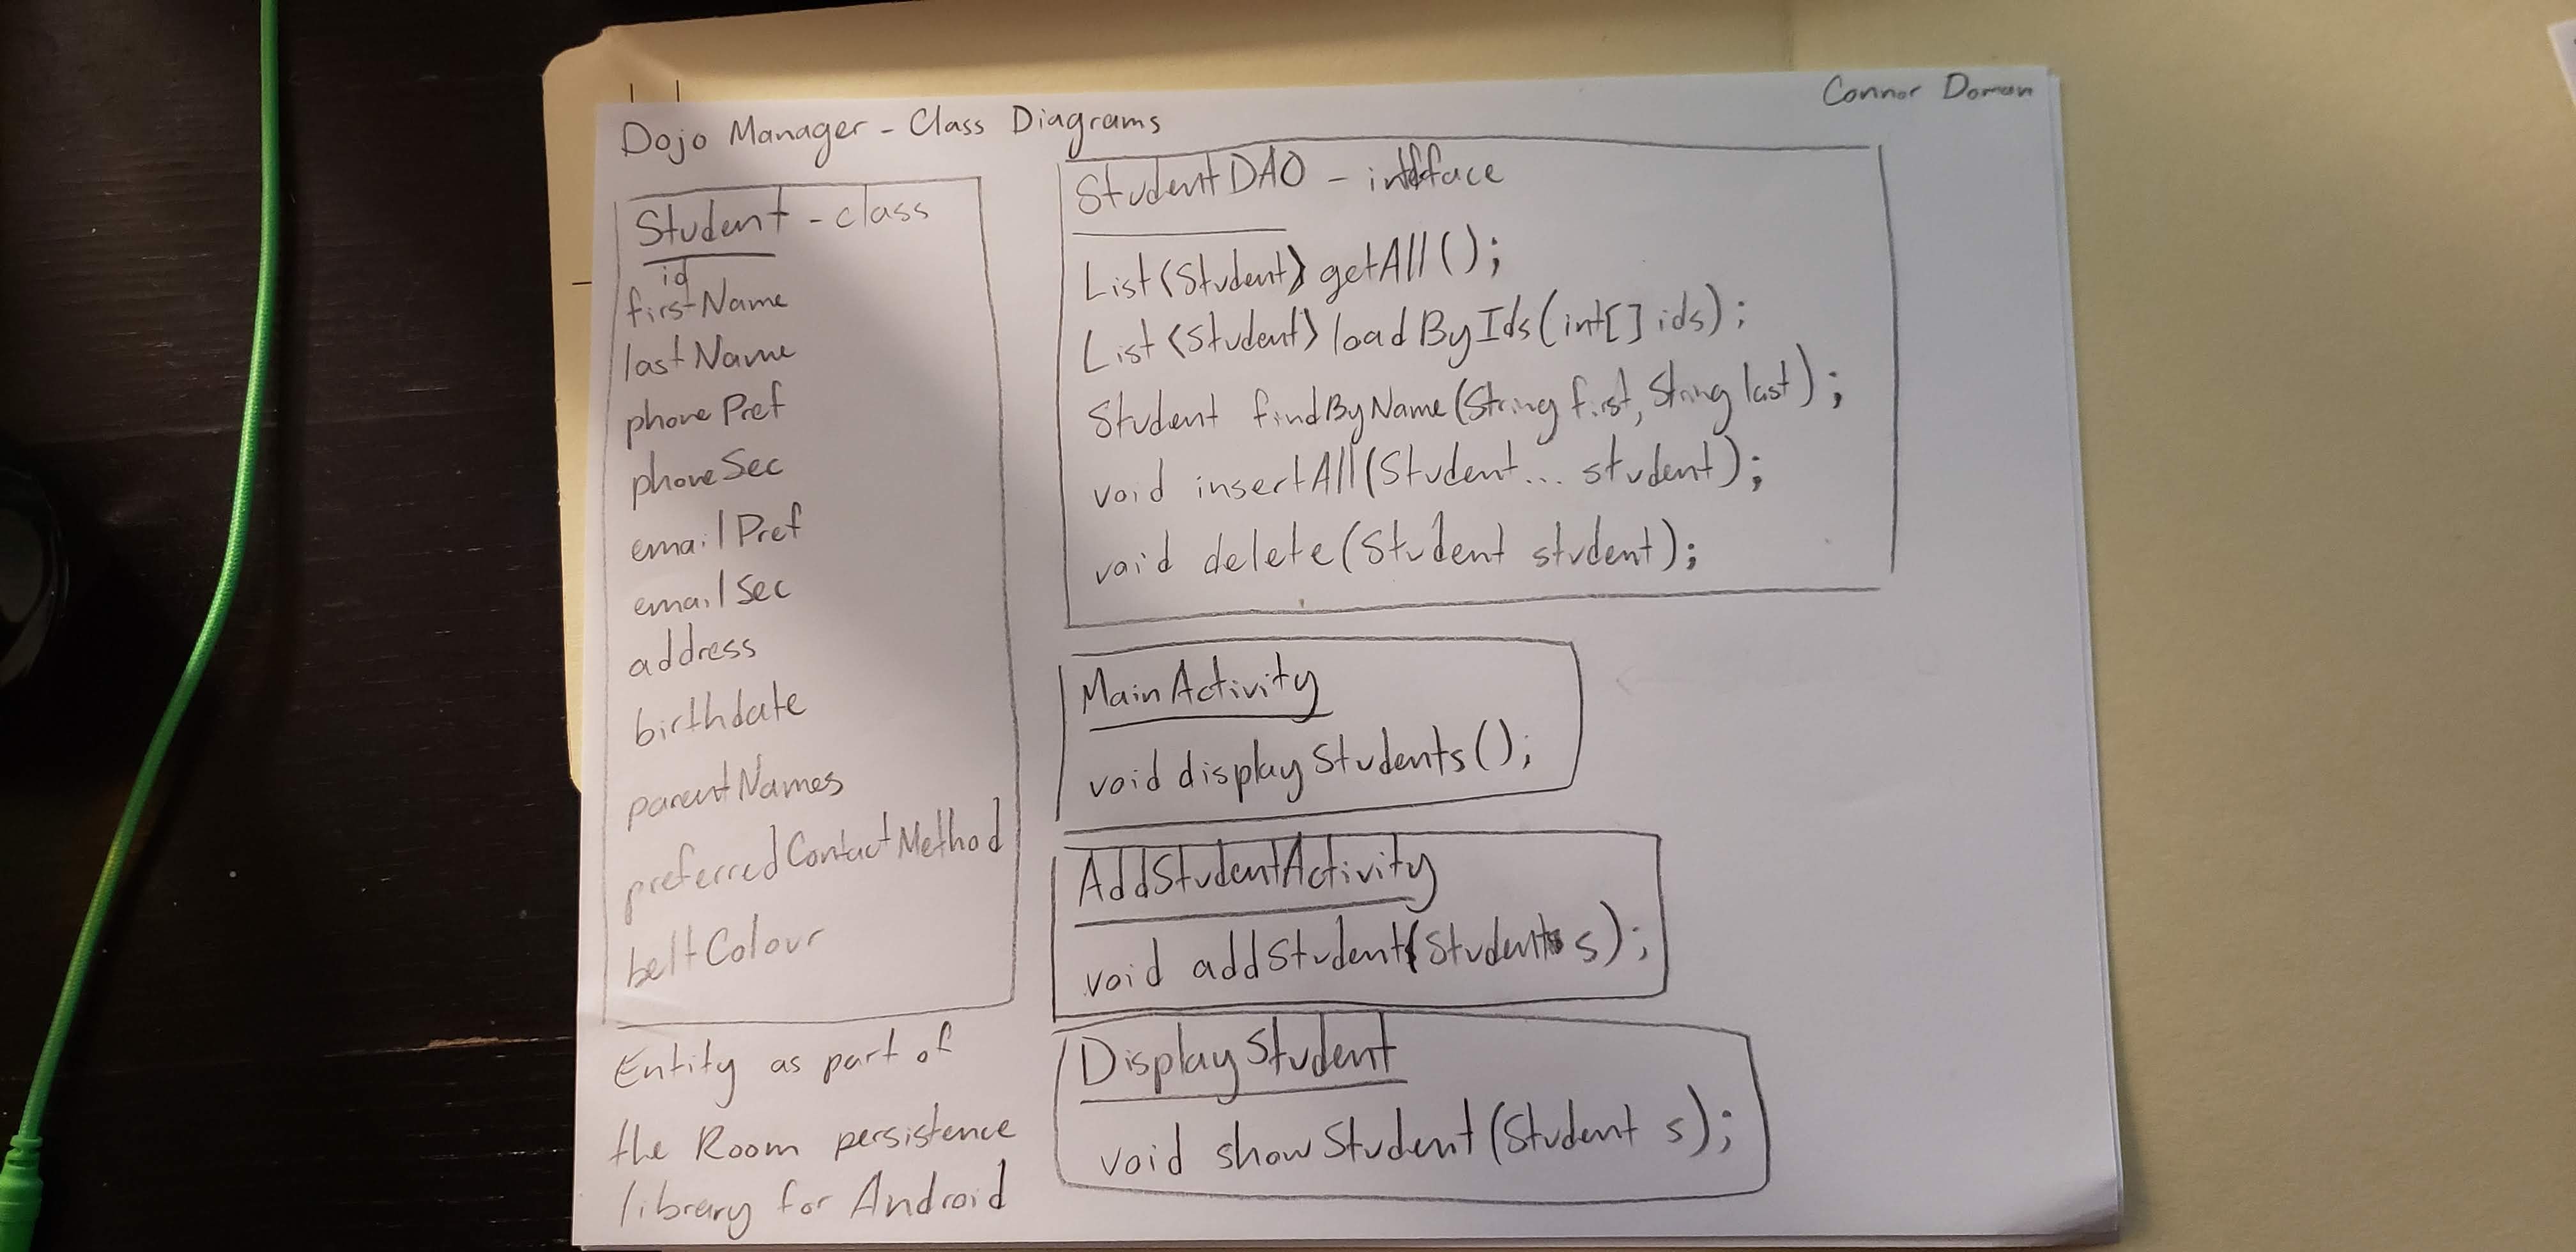 Connor Doman
Dojo Manager - Class Diagrams
Student - class
id
firstName
lastName
phonePref
phoneSec
emailPref
emailSec
address
birthdate
parentNames
preferredContactMethod
beltColour
Entity as part of
the Room persistence
library for Android
StudentDAO - interface
List<Student> getAll();
List<Student> loadByIds(int[] ids);
Student findByName(String first, String last);
void insertAll(Student... student);
void delete(Student student);
MainActivity
void displayStudents();
AddStudentActivity
void addStudent(Student s);
DisplayStudent
void showStudent(Student s);